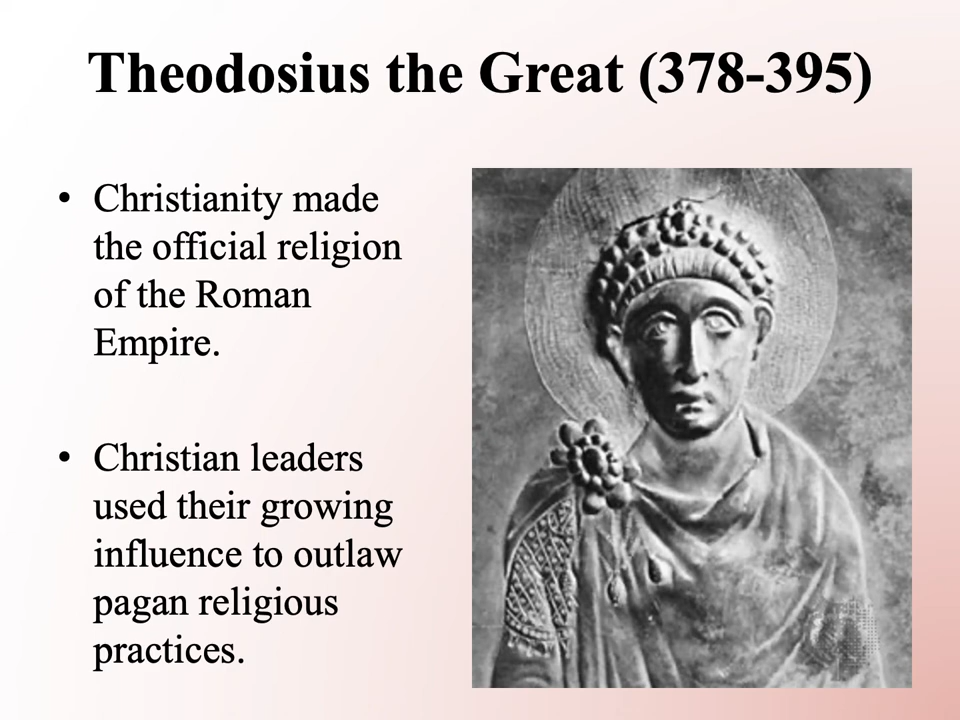 Theodosius the Great (378-395)
• Christianity made
the official religion
of the Roman
Empire.
• Christian leaders
used their growing
influence to outlaw
pagan religious
practices.